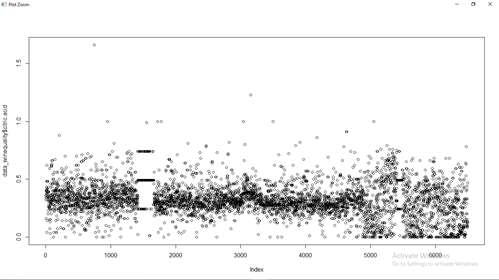 Plot Zoom
data_winequality$citric.acid
1.5
1.0
0.5
0.0
0
1000
2000
3000
4000
5000
6000
Index
Activate Windows
Go to Settings to activate Windows.